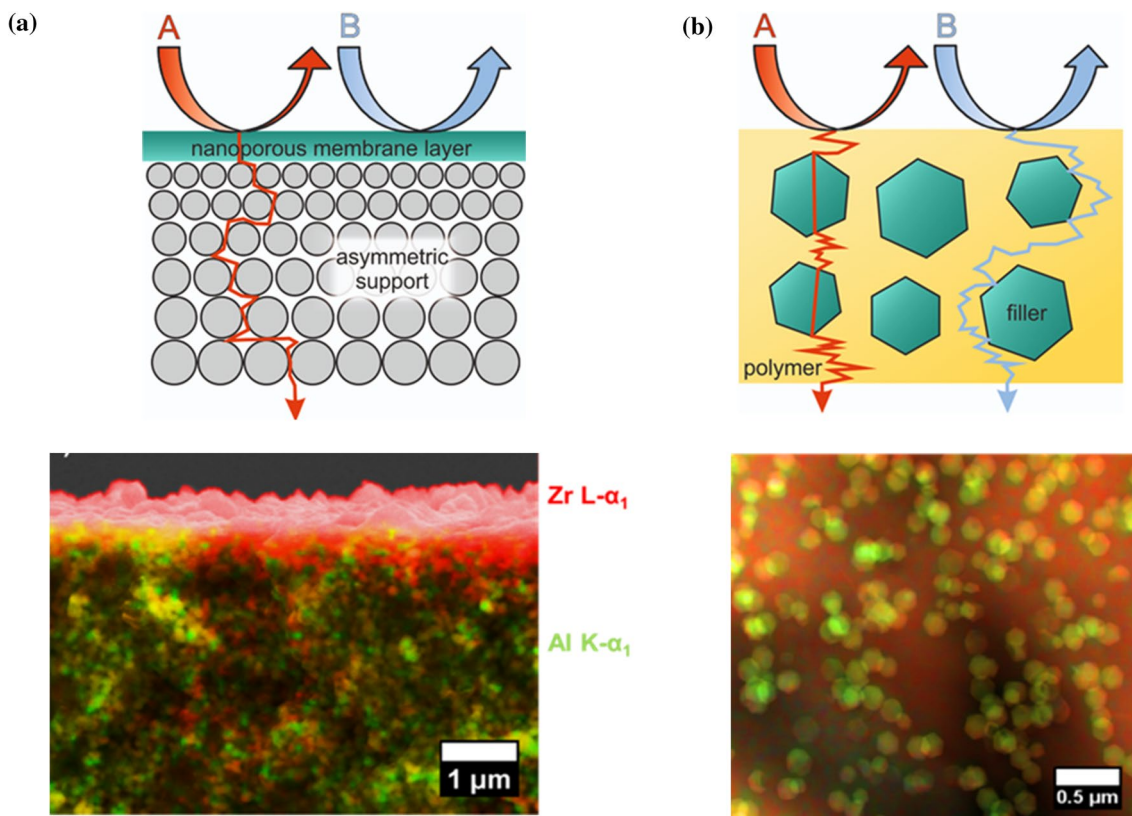 (a)
A
B
nanoporous membrane layer
asymmetric
support
(b)
A
B
filler
polymer
Zr L-α₁
Al K-α₁
1 µm
0.5 µm